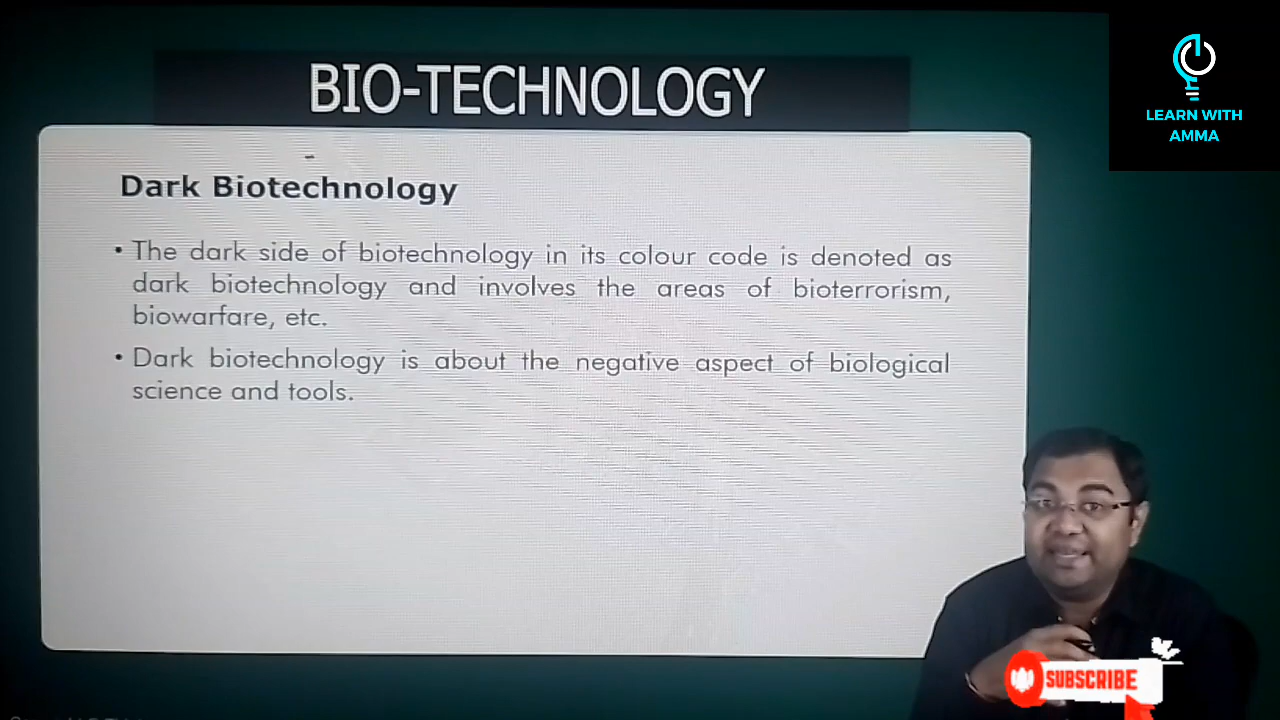 BIO-TECHNOLOGY
LEARN WITH
AMMA
Dark Biotechnology
• The dark side of biotechnology in its colour code is denoted as
dark biotechnology and involves the areas of bioterrorism,
biowarfare, etc.
• Dark biotechnology is about the negative aspect of biological
science and tools.
SUBSCRIBE